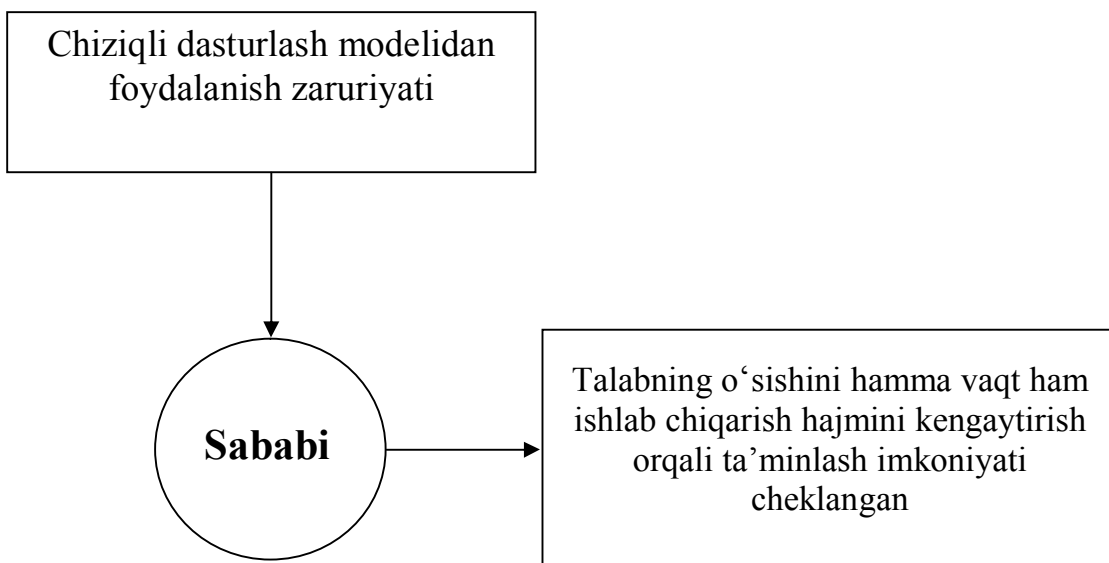 Chiziqli dasturlash modelidan
foydalanish zaruriyati
Sababi
Talabning o‘sishini hamma vaqt ham
ishlab chiqarish hajmini kengaytirish
orqali ta’minlash imkoniyati
cheklangan